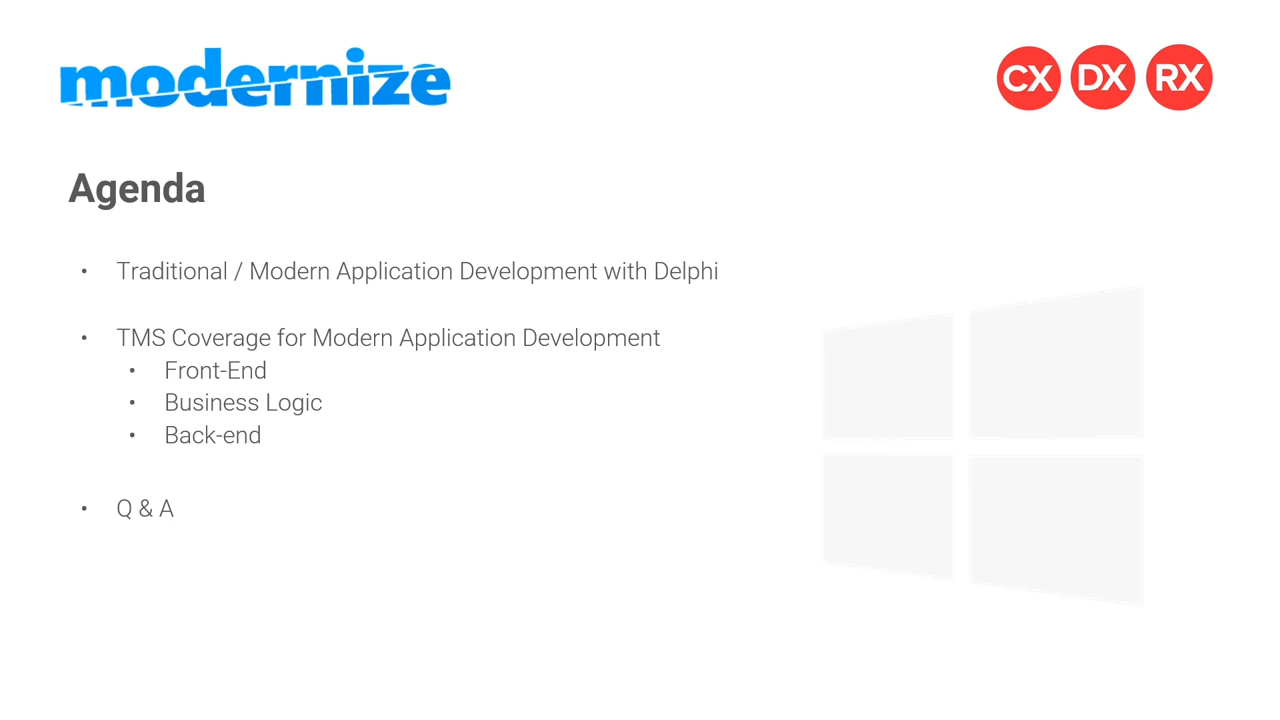 modernize
CX DX RX
Agenda
• Traditional / Modern Application Development with Delphi
• TMS Coverage for Modern Application Development
• Front-End
• Business Logic
• Back-end
• Q & A